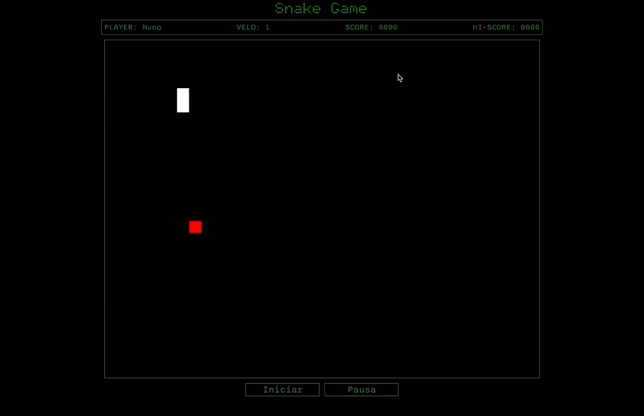 Snake Game
PLAYER: Nuno VELO: 1 SCORE: 0000 HI-SCORE: 0000
Iniciar Pausa